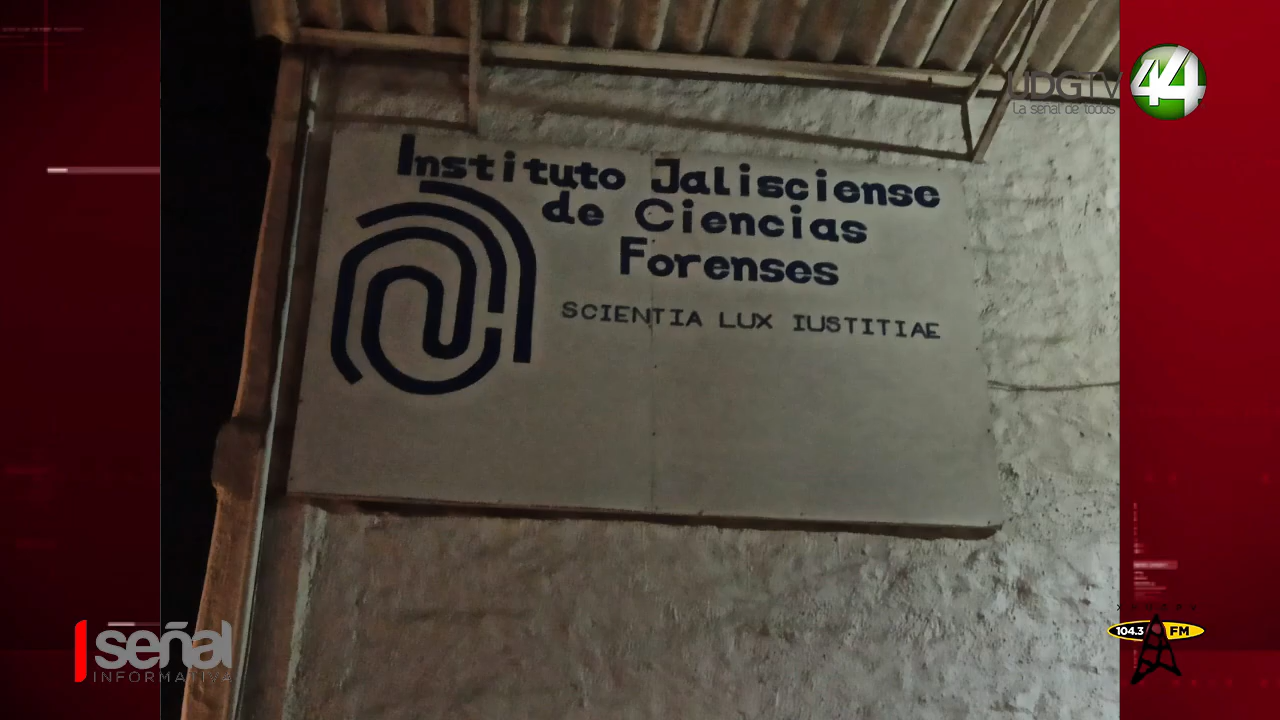 UDGTV 44
La señal de todos
Instituto Jalisciense
de Ciencias
Forenses
SCIENTIA LUX IUSTITIAE
señal
INFORMATIVA
104.3 FM